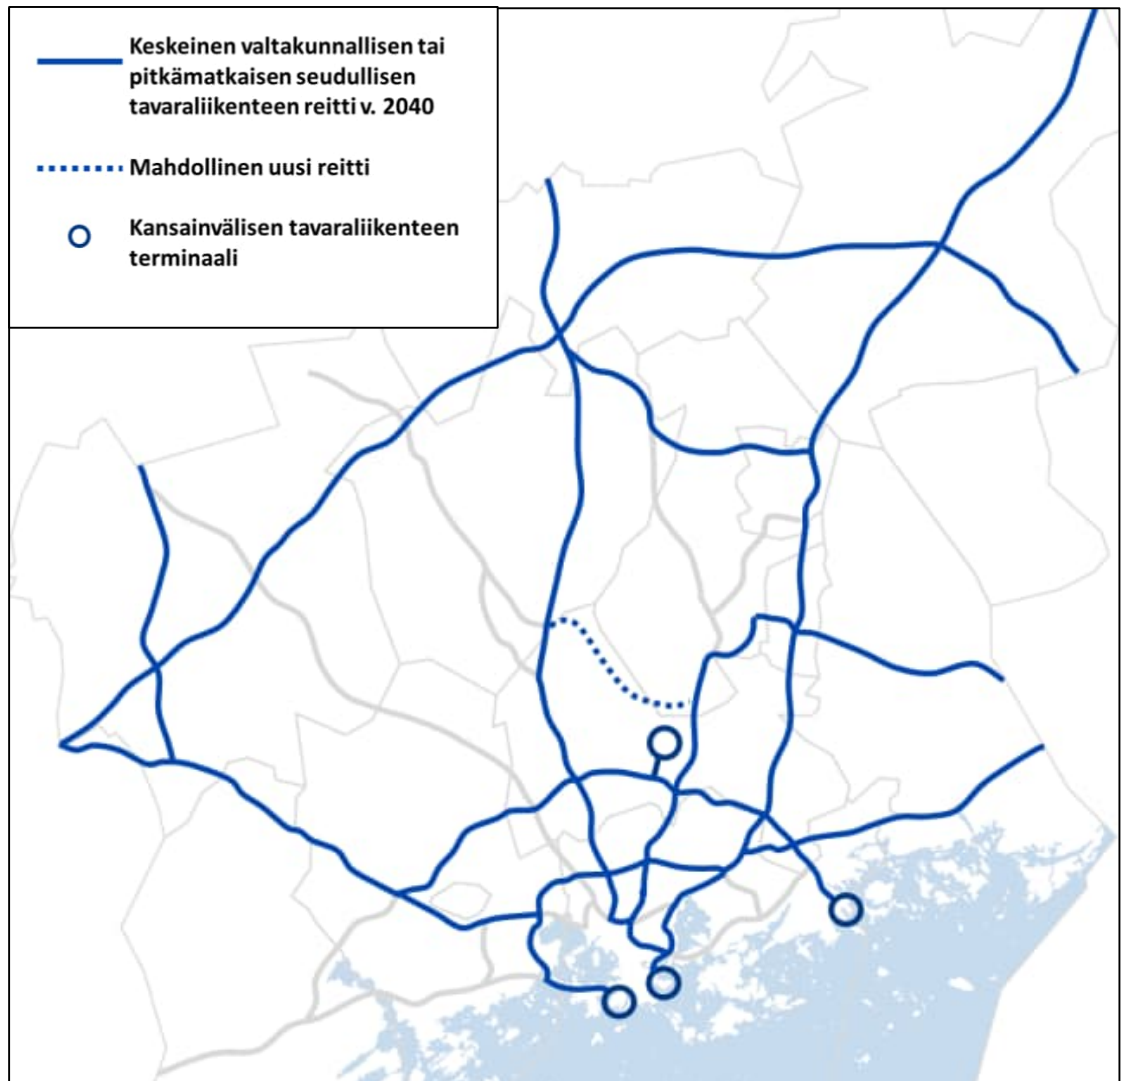 Keskeinen valtakunnallisen tai
pitkämatkaisen seudullisen
tavaraliikenteen reitti v. 2040
Mahdollinen uusi reitti
Kansainvälisen tavaraliikenteen
terminaali